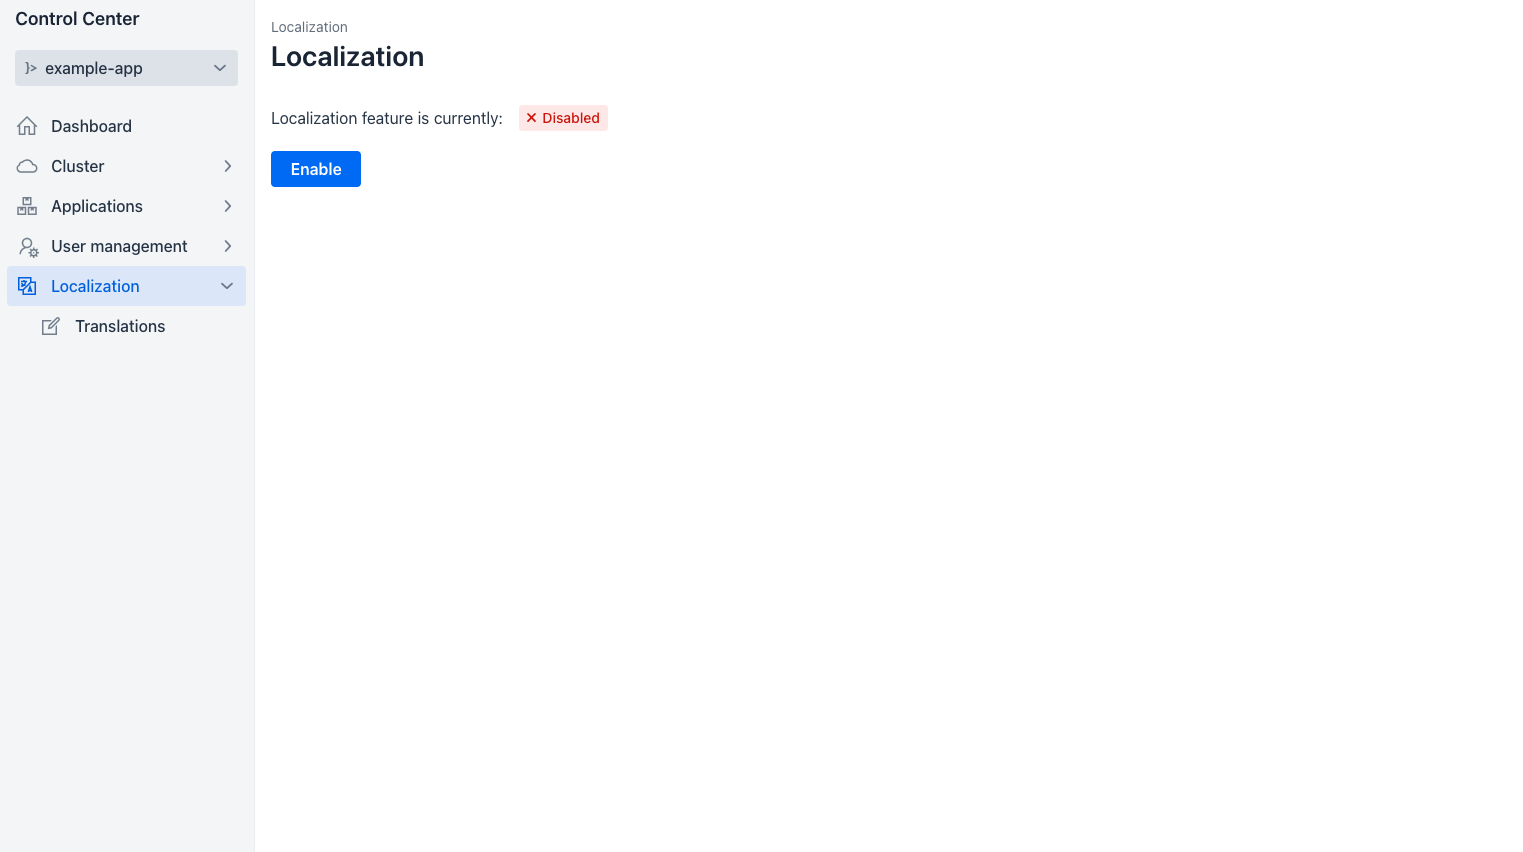 Control Center
example-app
Dashboard
Cluster
Applications
User management
Localization
Translations
Localization
Localization
Localization feature is currently: Disabled
Enable